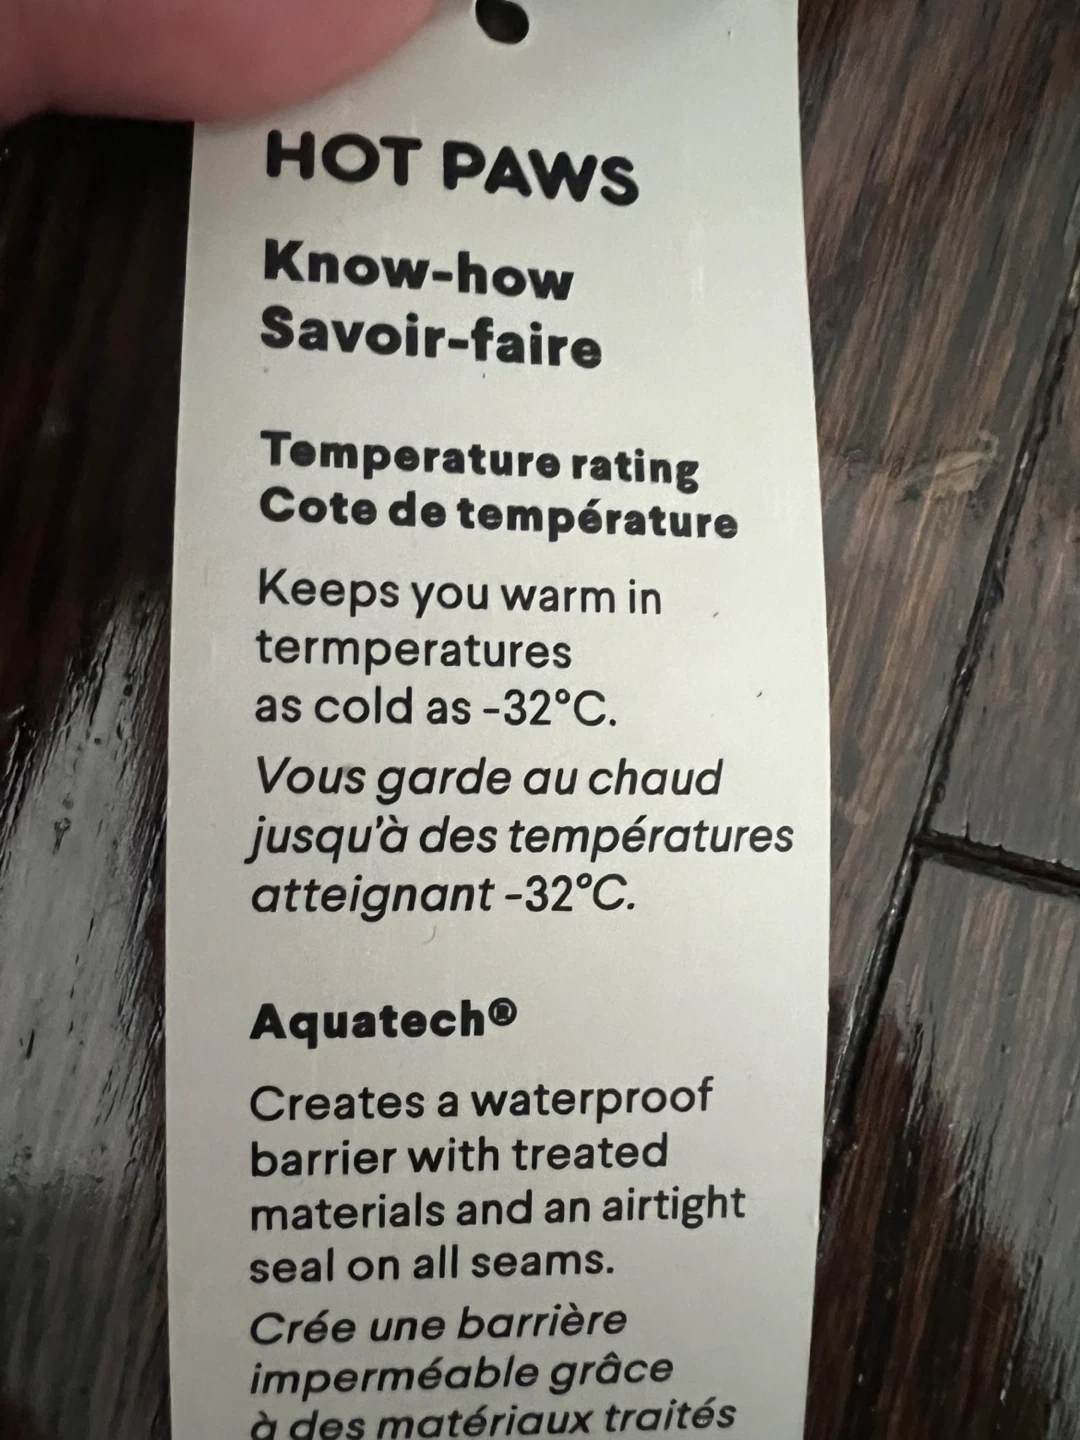 HOT PAWS
Know-how
Savoir-faire
Temperature rating
Cote de température
Keeps you warm in
termperatures
as cold as -32°C.
Vous garde au chaud
jusqu'à des températures
atteignant -32°C.
Aquatech®
Creates a waterproof
barrier with treated
materials and an airtight
seal on all seams.
Crée une barrière
imperméable grâce
à des matériaux traités